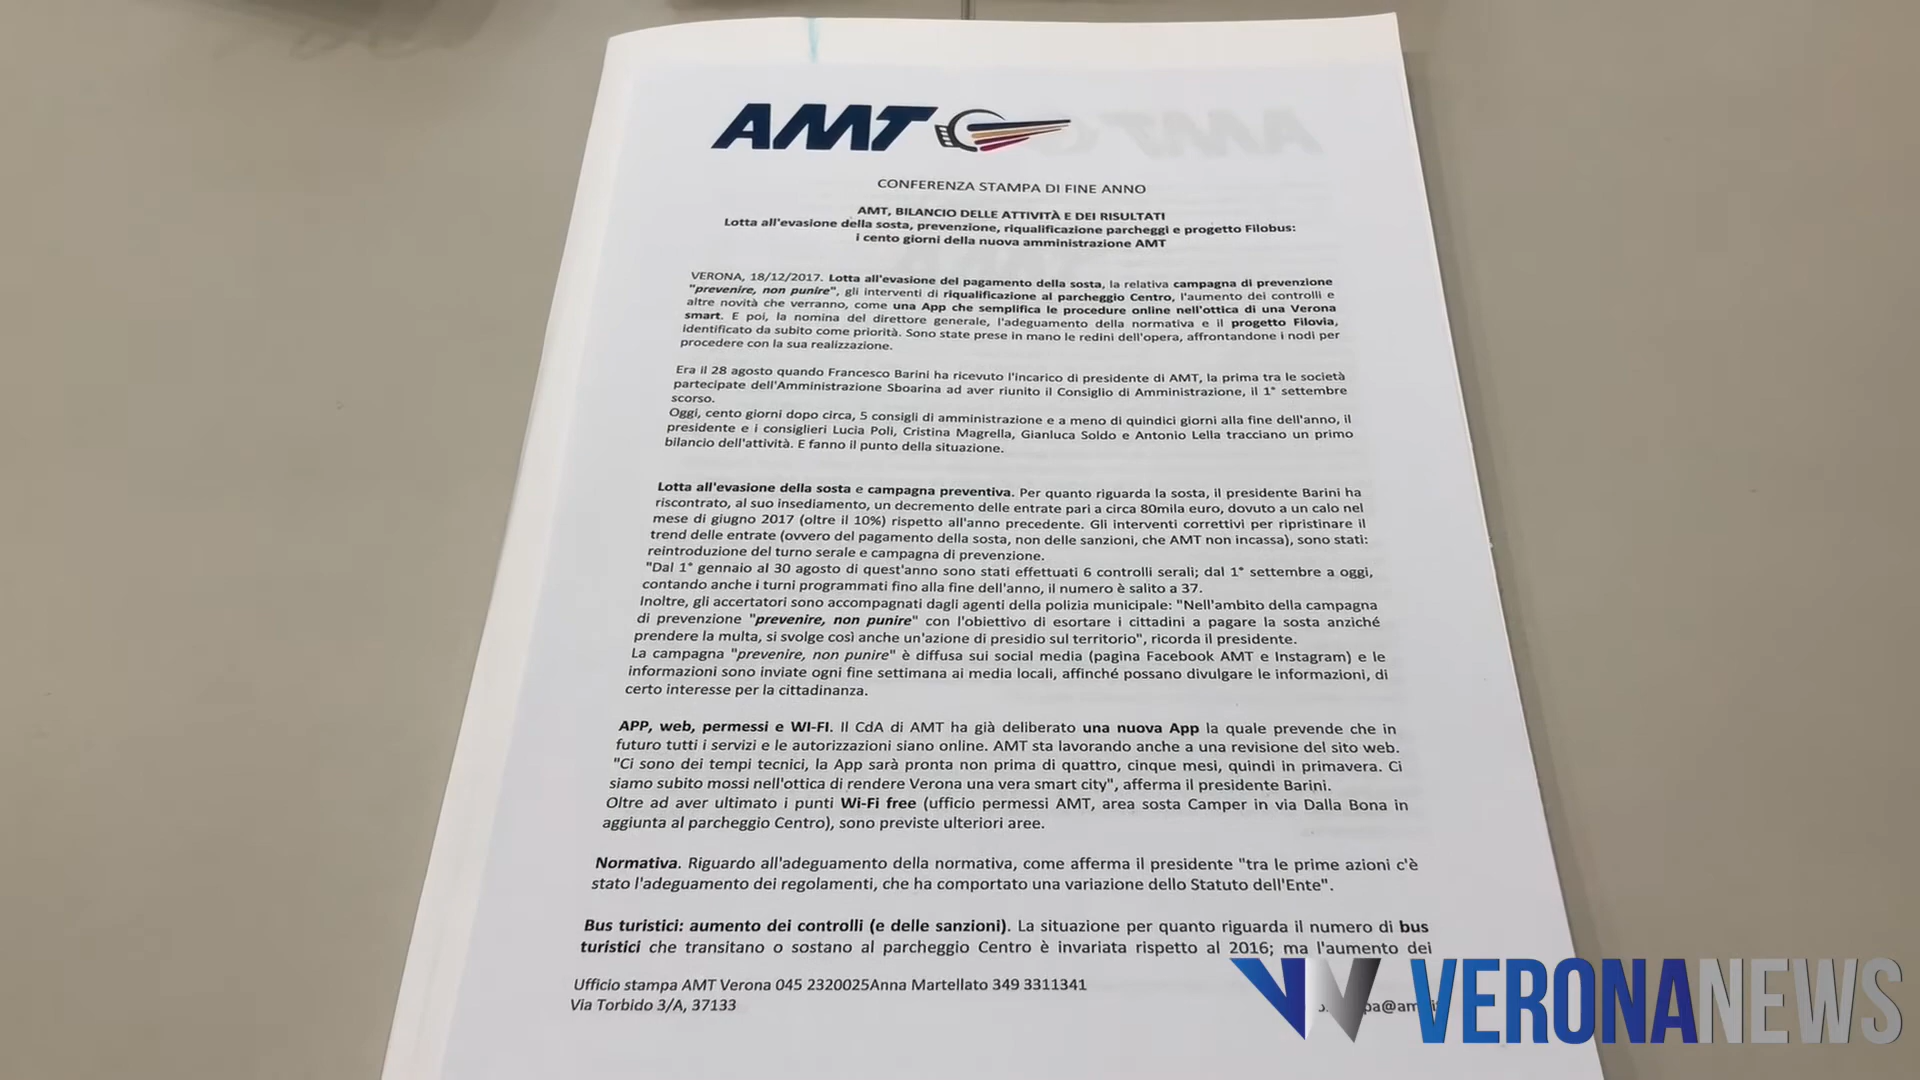 AMT
CONFERENZA STAMPA DI FINE ANNO
AMT, BILANCIO DELLE ATTIVITÀ E DEI RISULTATI
Lotta all'evasione della sosta, prevenzione, riqualificazione parcheggi e progetto Filobus:
i cento giorni della nuova amministrazione AMT
VERONA, 18/12/2017. Lotta all'evasione del pagamento della sosta, la relativa campagna di prevenzione
"prevenire, non punire", gli interventi di riqualificazione al parcheggio Centro, l'aumento dei controlli e
altre novità che verranno, come una App che semplifica le procedure online nell'ottica di una Verona
smart. E poi, la nomina del direttore generale, l'adeguamento della normativa e il progetto Filovia,
identificato da subito come priorità. Sono state prese in mano le redini dell'opera, affrontandone i nodi per
procedere con la sua realizzazione.
Era il 28 agosto quando Francesco Barini ha ricevuto l'incarico di presidente di AMT, la prima tra le società
partecipate dell'Amministrazione Sboarina ad aver riunito il Consiglio di Amministrazione, il 1° settembre
scorso.
Oggi, cento giorni dopo circa, 5 consigli di amministrazione e a meno di quindici giorni alla fine dell'anno, il
presidente e i consiglieri Lucia Poli, Cristina Magrella, Gianluca Soldo e Antonio Lella tracciano un primo
bilancio dell'attività. E fanno il punto della situazione.
Lotta all'evasione della sosta e campagna preventiva. Per quanto riguarda la sosta, il presidente Barini ha
riscontrato, al suo insediamento, un decremento delle entrate pari a circa 80mila euro, dovuto a un calo nel
mese di giugno 2017 (oltre il 10%) rispetto all'anno precedente. Gli interventi correttivi per ripristinare il
trend delle entrate (ovvero del pagamento della sosta, non delle sanzioni, che AMT non incassa), sono stati:
reintroduzione del turno serale e campagna di prevenzione.
"Dal 1° gennaio al 30 agosto di quest'anno sono stati effettuati 6 controlli serali; dal 1° settembre a oggi,
contando anche i turni programmati fino alla fine dell'anno, il numero è salito a 37.
Inoltre, gli accertatori sono accompagnati dagli agenti della polizia municipale: "Nell'ambito della campagna
di prevenzione "prevenire, non punire" con l'obiettivo di esortare i cittadini a pagare la sosta anziché
prendere la multa, si svolge così anche un'azione di presidio sul territorio", ricorda il presidente.
La campagna "prevenire, non punire" è diffusa sui social media (pagina Facebook AMT e Instagram) e le
informazioni sono inviate ogni fine settimana ai media locali, affinché possano divulgare le informazioni, di
certo interesse per la cittadinanza.
APP, web, permessi e WI-FI. Il CdA di AMT ha già deliberato una nuova App la quale prevende che in
futuro tutti i servizi e le autorizzazioni siano online. AMT sta lavorando anche a una revisione del sito web.
"Ci sono dei tempi tecnici, la App sarà pronta non prima di quattro, cinque mesi, quindi in primavera. Ci
siamo subito mossi nell'ottica di rendere Verona una vera smart city", afferma il presidente Barini.
Oltre ad aver ultimato i punti Wi-Fi free (ufficio permessi AMT, area sosta Camper in via Dalla Bona in
aggiunta al parcheggio Centro), sono previste ulteriori aree.
Normativa. Riguardo all'adeguamento della normativa, come afferma il presidente "tra le prime azioni c'è
stato l'adeguamento dei regolamenti, che ha comportato una variazione dello Statuto dell'Ente".
Bus turistici: aumento dei controlli (e delle sanzioni). La situazione per quanto riguarda il numero di bus
turistici che transitano o sostano al parcheggio Centro è invariata rispetto al 2016; ma l'aumento dei
Ufficio stampa AMT Verona 045 2320025Anna Martellato 349 3311341
Via Torbido 3/A, 37133
VERONANEWS